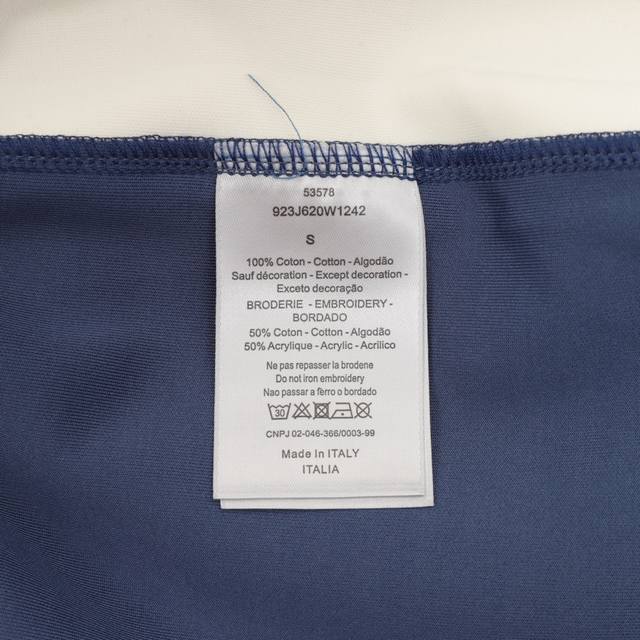 53578
923J620W1242
S
100% Coton - Cotton - Algodão
Sauf décoration - Except decoration -
Exceto decoração
BRODERIE - EMBROIDERY -
BORDADO
50% Coton - Cotton - Algodão
50% Acrylique - Acrylic - Acrilico
Ne pas repasser la brodene
Do not iron embroidery
Nao passar a fèrro o bordado
30
CNPJ 02-046-366/0003-99
Made In ITALY
ITALIA